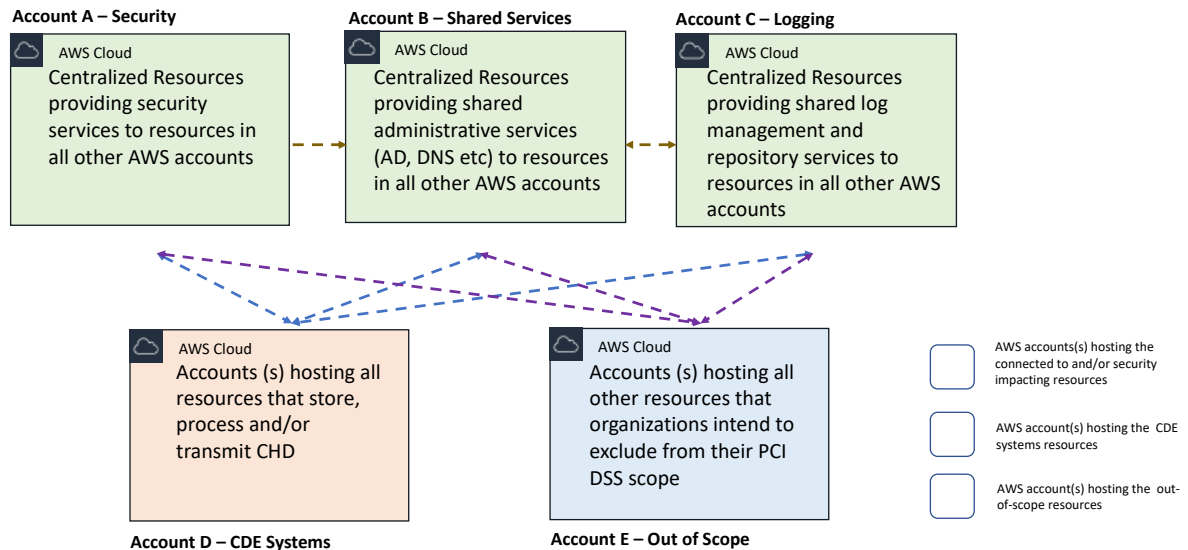 Account A – Security
AWS Cloud
Centralized Resources
providing security
services to resources in
all other AWS accounts
Account B – Shared Services
AWS Cloud
Centralized Resources
providing shared
administrative services
(AD, DNS etc) to resources
in all other AWS accounts
Account C – Logging
AWS Cloud
Centralized Resources
providing shared log
management and
repository services to
resources in all other AWS
accounts
AWS Cloud
Accounts (s) hosting all
resources that store,
process and/or
transmit CHD
Account D – CDE Systems
AWS Cloud
Accounts (s) hosting all
other resources that
organizations intend to
exclude from their PCI
DSS scope
Account E – Out of Scope
AWS accounts(s) hosting the
connected to and/or security
impacting resources
AWS account(s) hosting the CDE
systems resources
AWS account(s) hosting the out-
of-scope resources